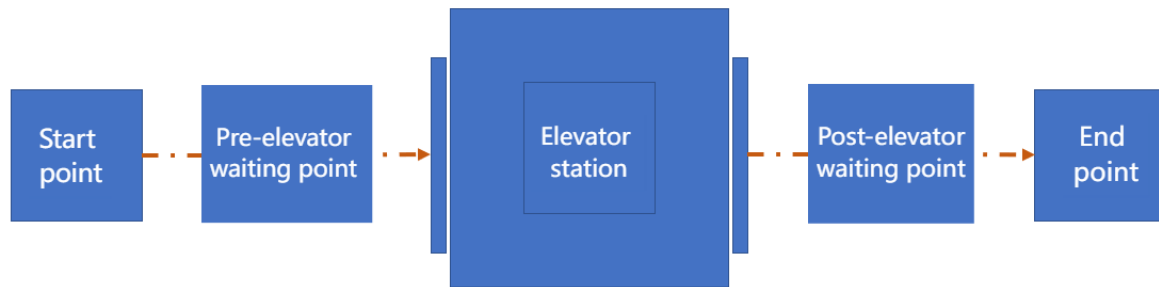 Start
point
Pre-elevator
waiting point
Elevator
station
Post-elevator
waiting point
End
point